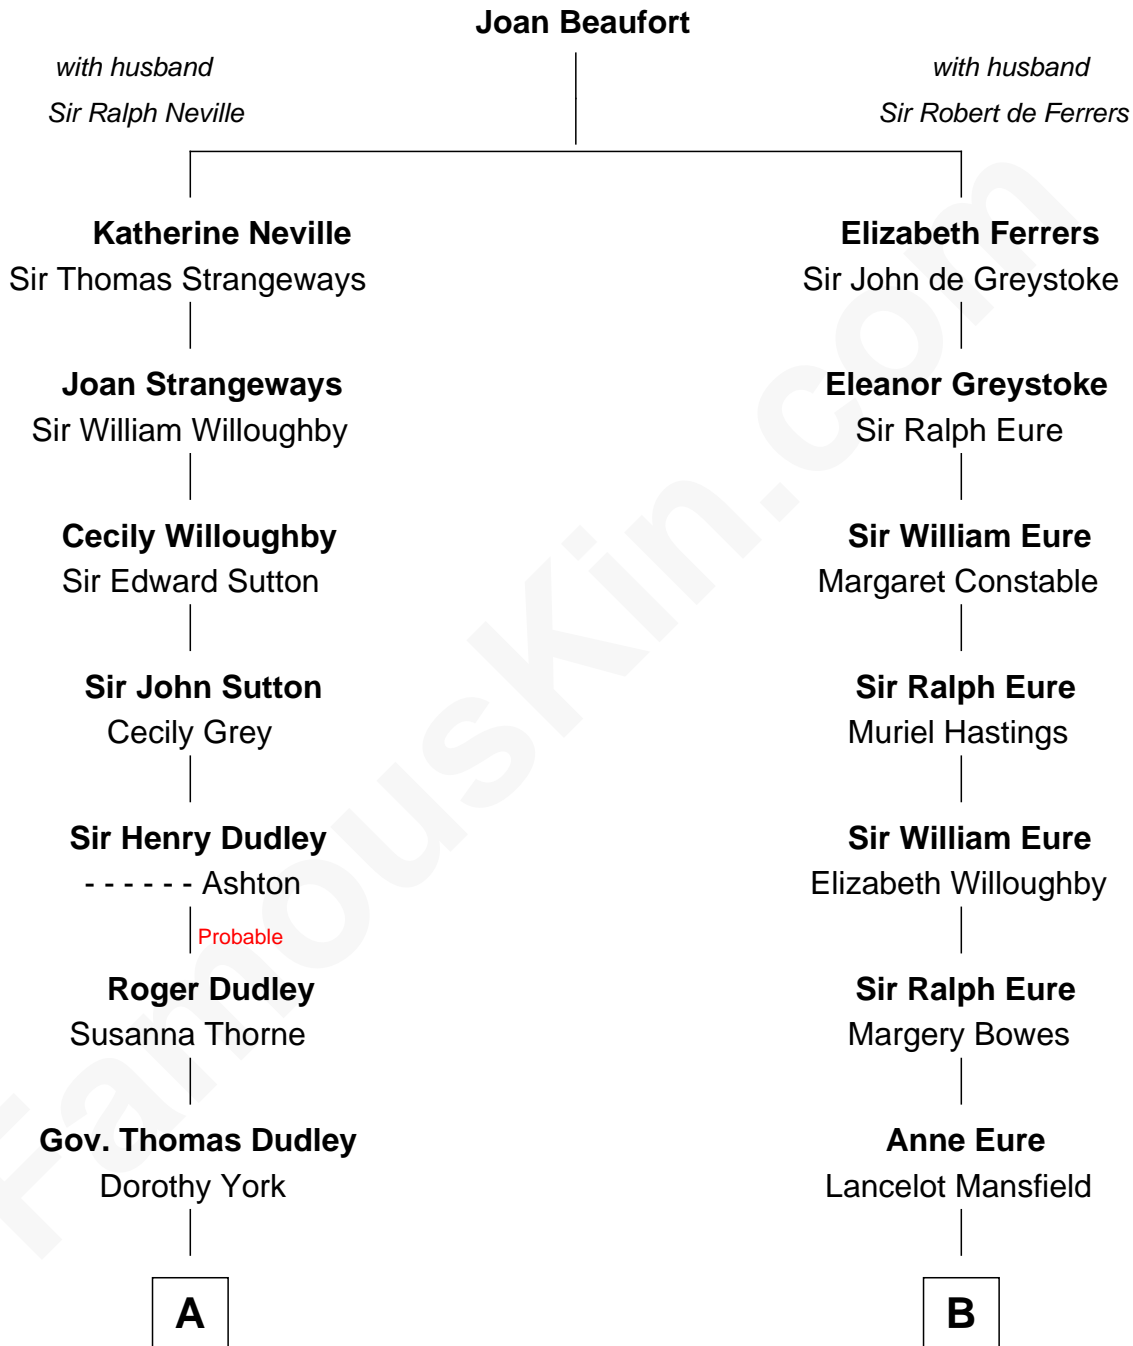 Joan Beaufort
with husband
Sir Ralph Neville
with husband
Sir Robert de Ferrers
Katherine Neville
Sir Thomas Strangeways
Elizabeth Ferrers
Sir John de Greystoke
Joan Strangeways
Sir William Willoughby
Eleanor Greystoke
Sir Ralph Eure
Cecily Willoughby
Sir Edward Sutton
Sir William Eure
Margaret Constable
Sir John Sutton
Cecily Grey
Sir Ralph Eure
Muriel Hastings
Sir Henry Dudley
- - - - - - Ashton
Sir William Eure
Elizabeth Willoughby
Probable
Roger Dudley
Susanna Thorne
Sir Ralph Eure
Margery Bowes
Gov. Thomas Dudley
Dorothy York
Anne Eure
Lancelot Mansfield
A
B
FamousKin.com